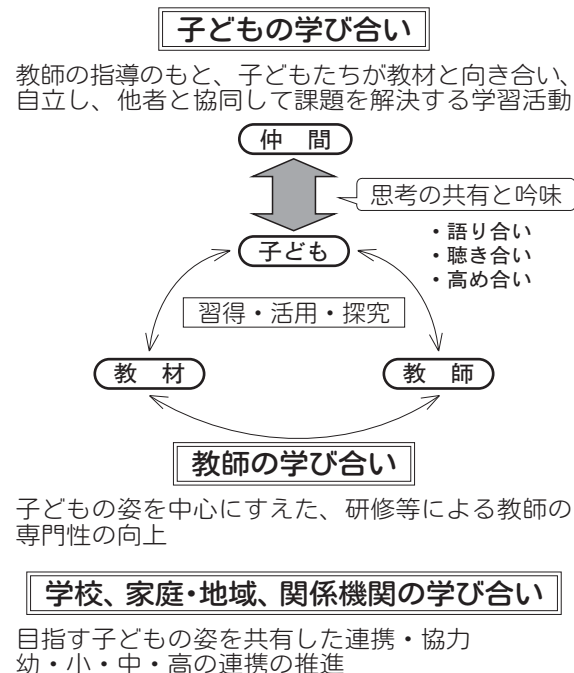 子どもの学び合い
教師の指導のもと、子どもたちが教材と向き合い、
自立し、他者と協同して課題を解決する学習活動
仲 間
思考の共有と吟味
・語り合い
・聴き合い
・高め合い
子ども
習得・活用・探究
教 材
教 師
教師の学び合い
子どもの姿を中心にすえた、研修等による教師の
専門性の向上
学校、家庭・地域、関係機関の学び合い
目指す子どもの姿を共有した連携・協力
幼・小・中・高の連携の推進